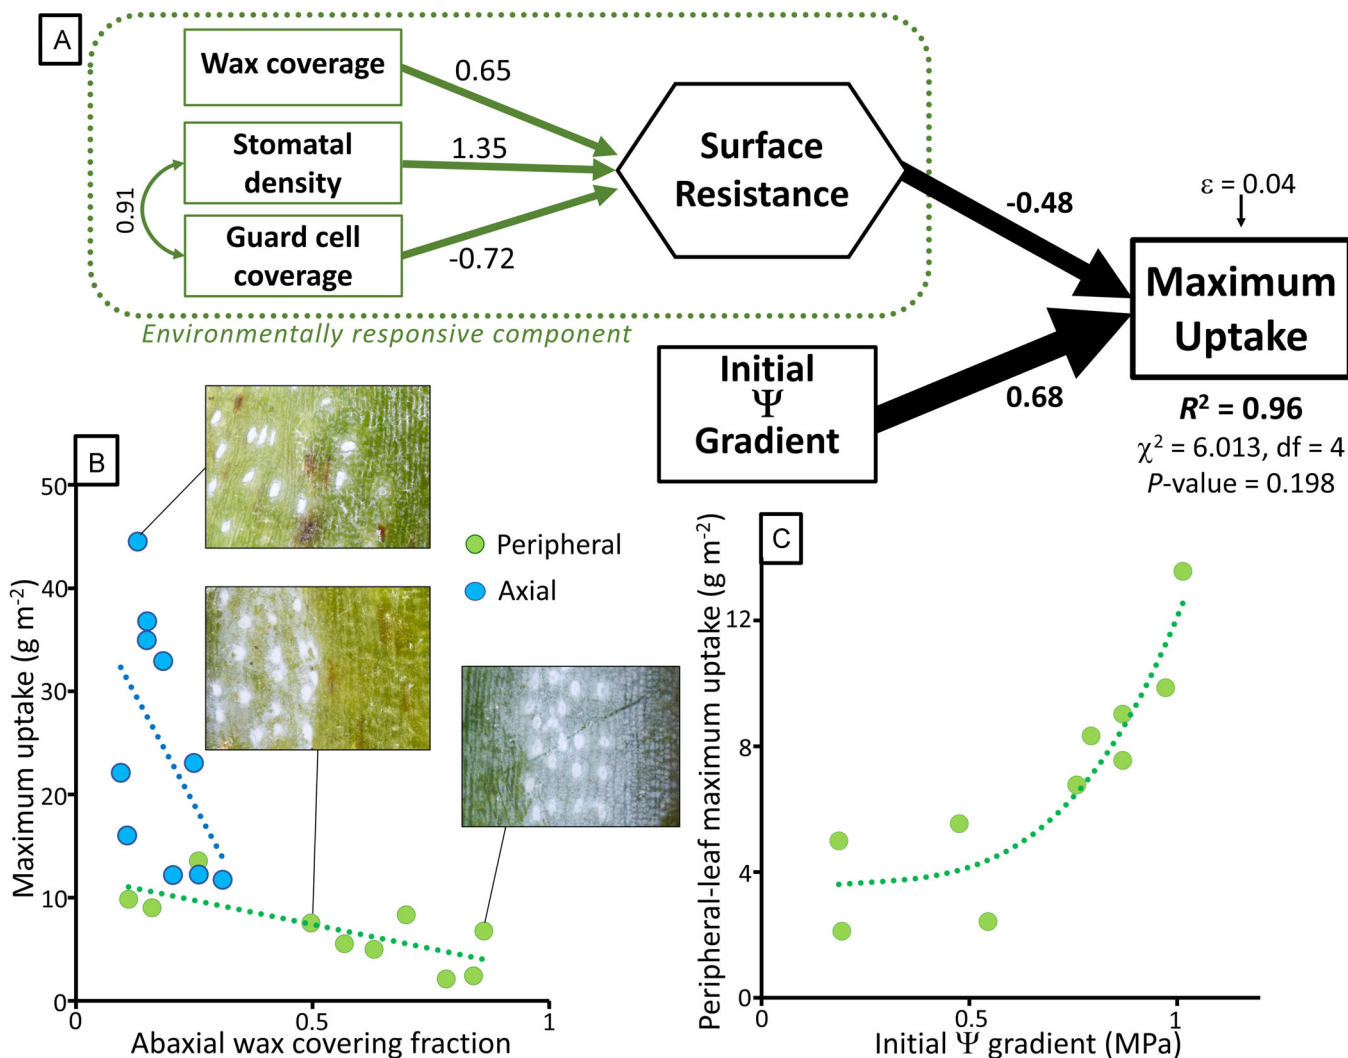 A
Wax coverage
0.65
Stomatal
density
1.35
0.91
Guard cell
coverage
-0.72
Surface
Resistance
Environmentally responsive component
-0.48
ε = 0.04
Maximum
Uptake
Initial
Ψ
Gradient
0.68
R² = 0.96
χ² = 6.013, df = 4
P-value = 0.198
B
Maximum uptake (g m⁻²)
50
40
30
20
10
0
0
0.5
1
Abaxial wax covering fraction
Peripheral
Axial
C
Peripheral-leaf maximum uptake (g m⁻²)
12
8
4
0
0
0.5
1
Initial Ψ gradient (MPa)